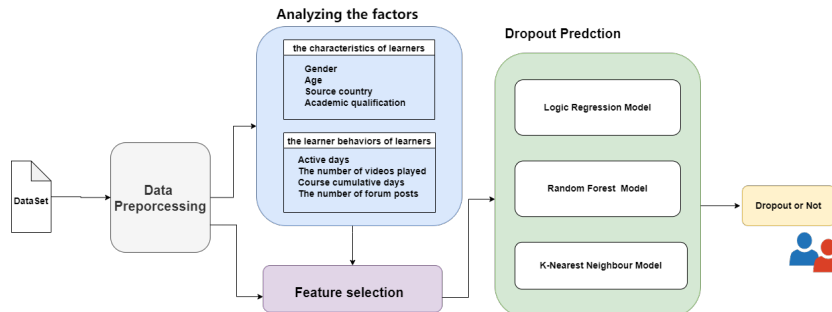 Analyzing the factors
the characteristics of learners
Gender
Age
Source country
Academic qualification
the learner behaviors of learners
Active days
The number of videos played
Course cumulative days
The number of forum posts
DataSet
Data
Preporcessing
Feature selection
Dropout Predction
Logic Regression Model
Random Forest Model
K-Nearest Neighbour Model
Dropout or Not